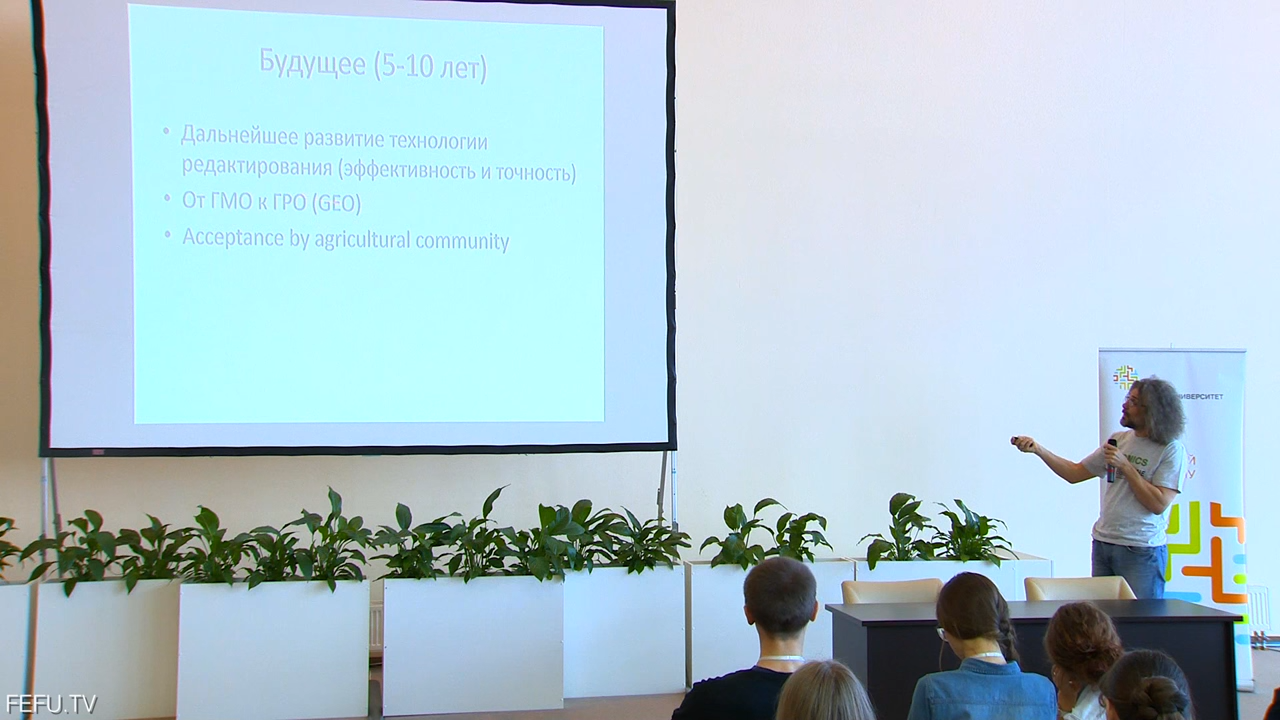 Будущее (5-10 лет)
• Дальнейшее развитие технологии
редактирования (эффективность и точность)
• От ГМО к ГРО (GEO)
• Acceptance by agricultural community
FEFU.TV